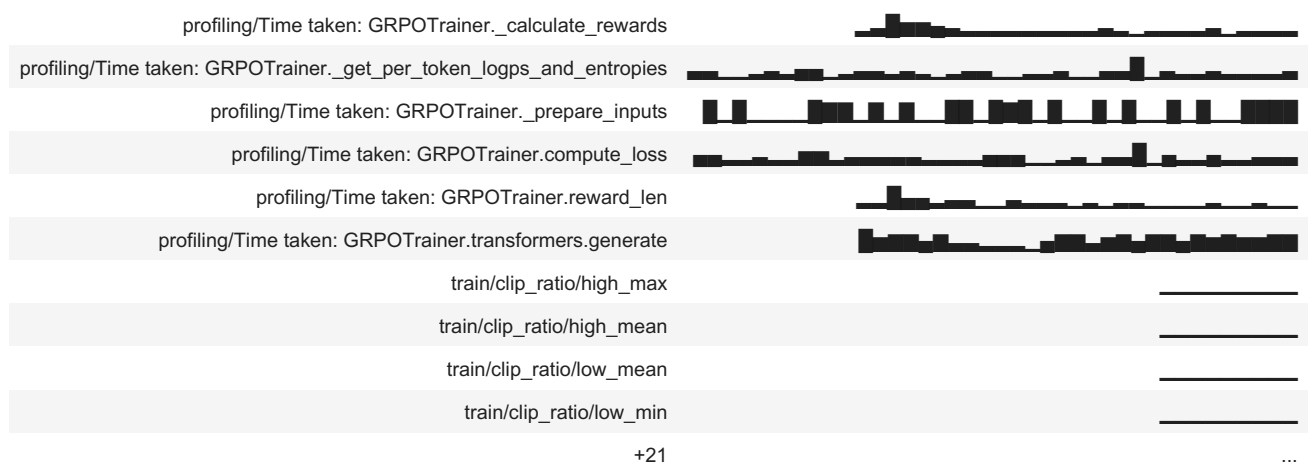 profiling/Time taken: GRPOTrainer._calculate_rewards
profiling/Time taken: GRPOTrainer._get_per_token_logps_and_entropies
profiling/Time taken: GRPOTrainer._prepare_inputs
profiling/Time taken: GRPOTrainer.compute_loss
profiling/Time taken: GRPOTrainer.reward_len
profiling/Time taken: GRPOTrainer.transformers.generate
train/clip_ratio/high_max
train/clip_ratio/high_mean
train/clip_ratio/low_mean
train/clip_ratio/low_min
+21 ...